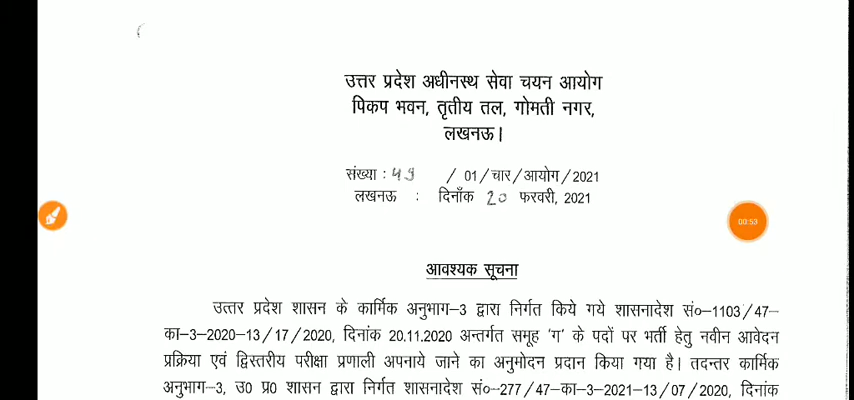 उत्तर प्रदेश अधीनस्थ सेवा चयन आयोग
पिकप भवन, तृतीय तल, गोमती नगर,
लखनऊ।
संख्या : 49 / 01/चार/आयोग/2021
लखनऊ : दिनाँक 20 फरवरी, 2021
00:53
आवश्यक सूचना
उत्तर प्रदेश शासन के कार्मिक अनुभाग-3 द्वारा निर्गत किये गये शासनादेश सं०-1103/47-
का-3-2020-13/17/2020, दिनांक 20.11.2020 अन्तर्गत समूह 'ग' के पदों पर भर्ती हेतु नवीन आवेदन
प्रक्रिया एवं द्विस्तरीय परीक्षा प्रणाली अपनाये जाने का अनुमोदन प्रदान किया गया है। तदन्तर कार्मिक
अनुभाग-3, उ0 प्र0 शासन द्वारा निर्गत शासनादेश सं०-277/47-का-3-2021-13/07/2020, दिनांक